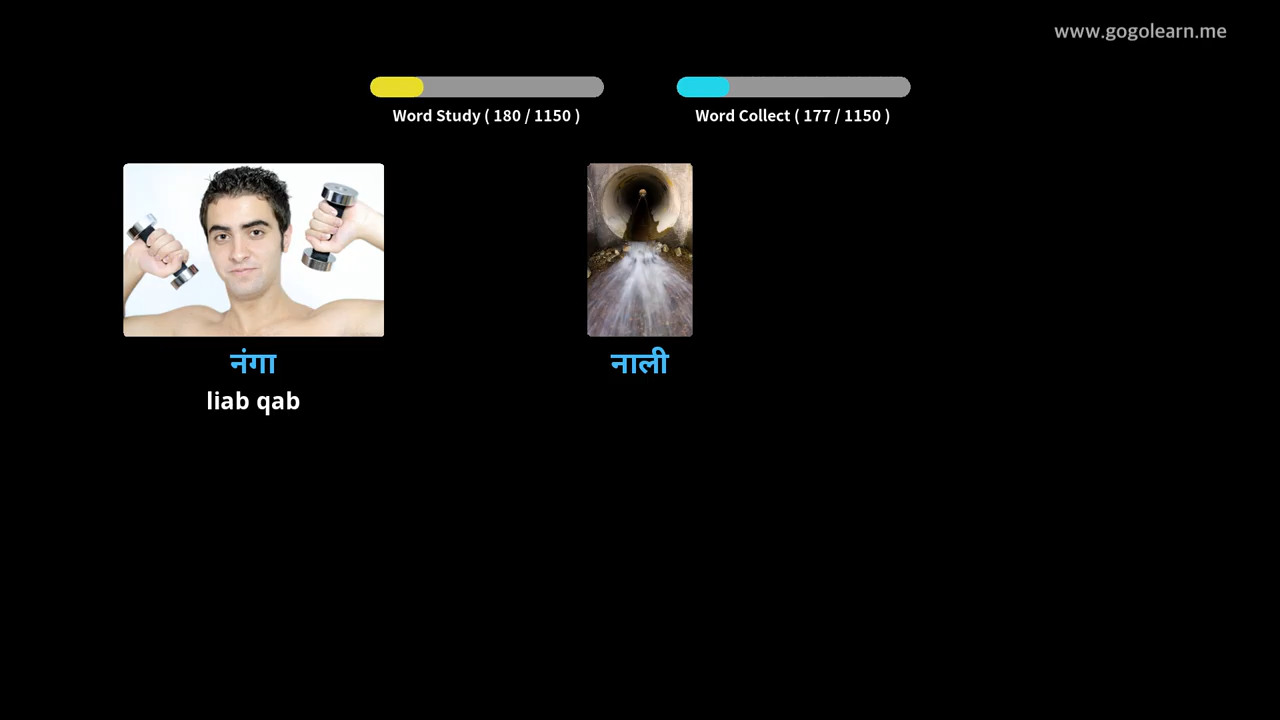 www.gogolearn.me
Word Study ( 180 / 1150 )
Word Collect ( 177 / 1150 )
नंगा
नाली
liab qab